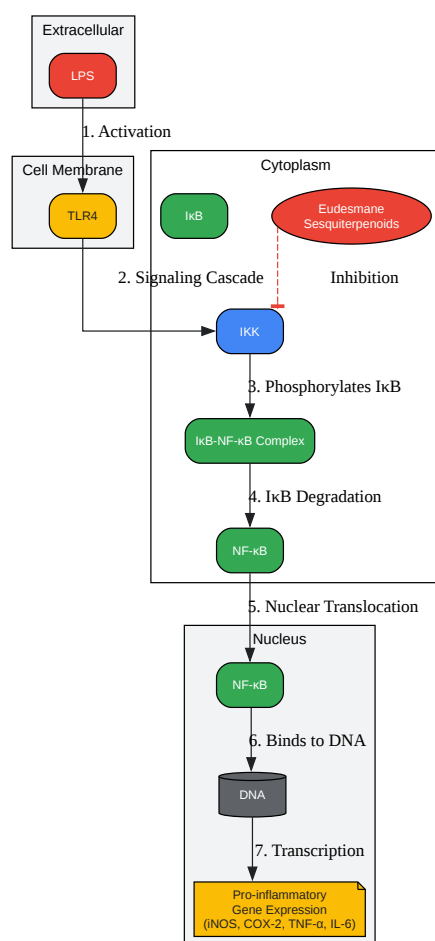 Extracellular
LPS
1. Activation
Cell Membrane
TLR4
Cytoplasm
IκB
Eudesmane
Sesquiterpenoids
2. Signaling Cascade
Inhibition
IKK
3. Phosphorylates IκB
IκB-NF-κB Complex
4. IκB Degradation
NF-κB
5. Nuclear Translocation
Nucleus
NF-κB
6. Binds to DNA
DNA
7. Transcription
Pro-inflammatory
Gene Expression
(iNOS, COX-2, TNF-α, IL-6)